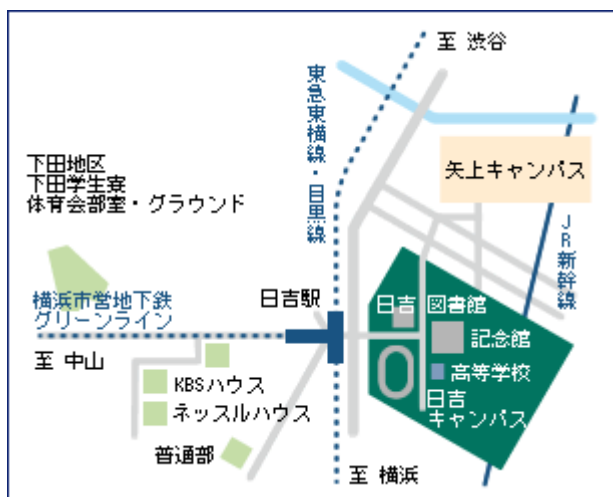 至 渋谷
東急東横線・目黒線
矢上キャンパス
下田地区
下田学生寮
体育会部室・グラウンド
JR新幹線
横浜市営地下鉄
グリーンライン
日吉駅
日吉 図書館
記念館
至 中山
高等学校
KBSハウス
日吉
キャンパス
ネッスルハウス
普通部
至 横浜